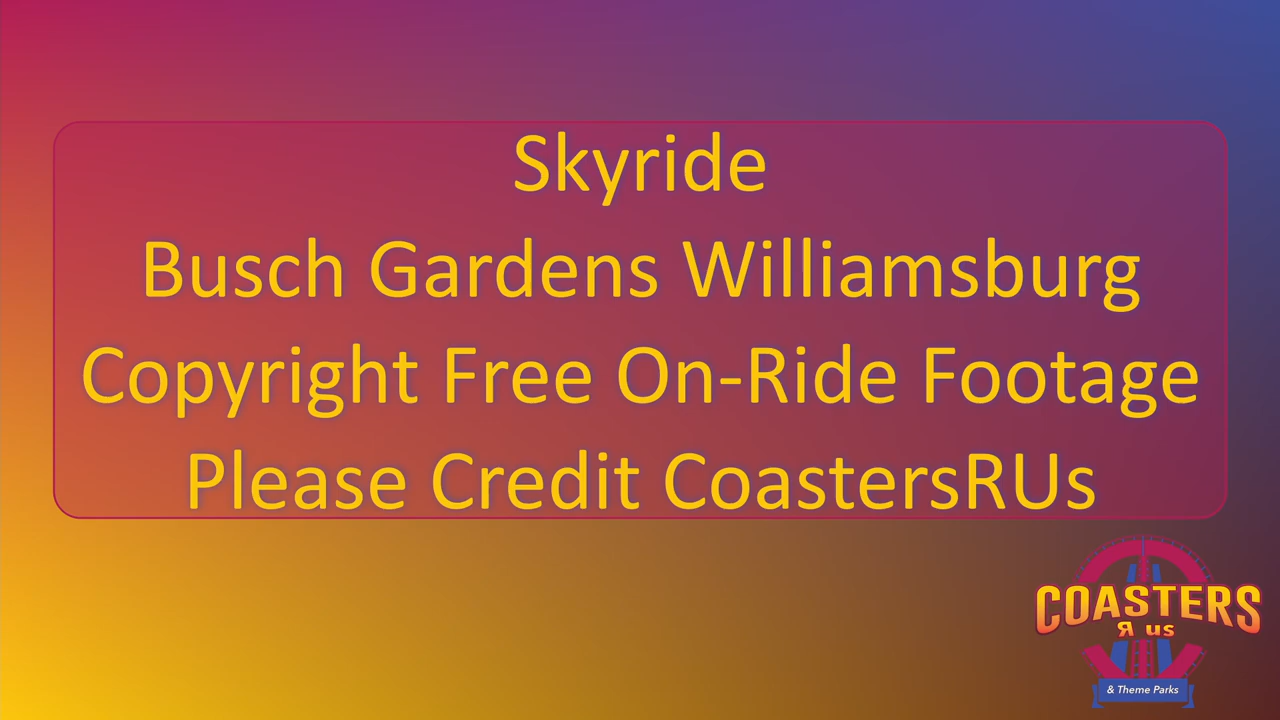 Skyride
Busch Gardens Williamsburg
Copyright Free On-Ride Footage
Please Credit CoastersRUs
COASTERS
Я us
& Theme Parks